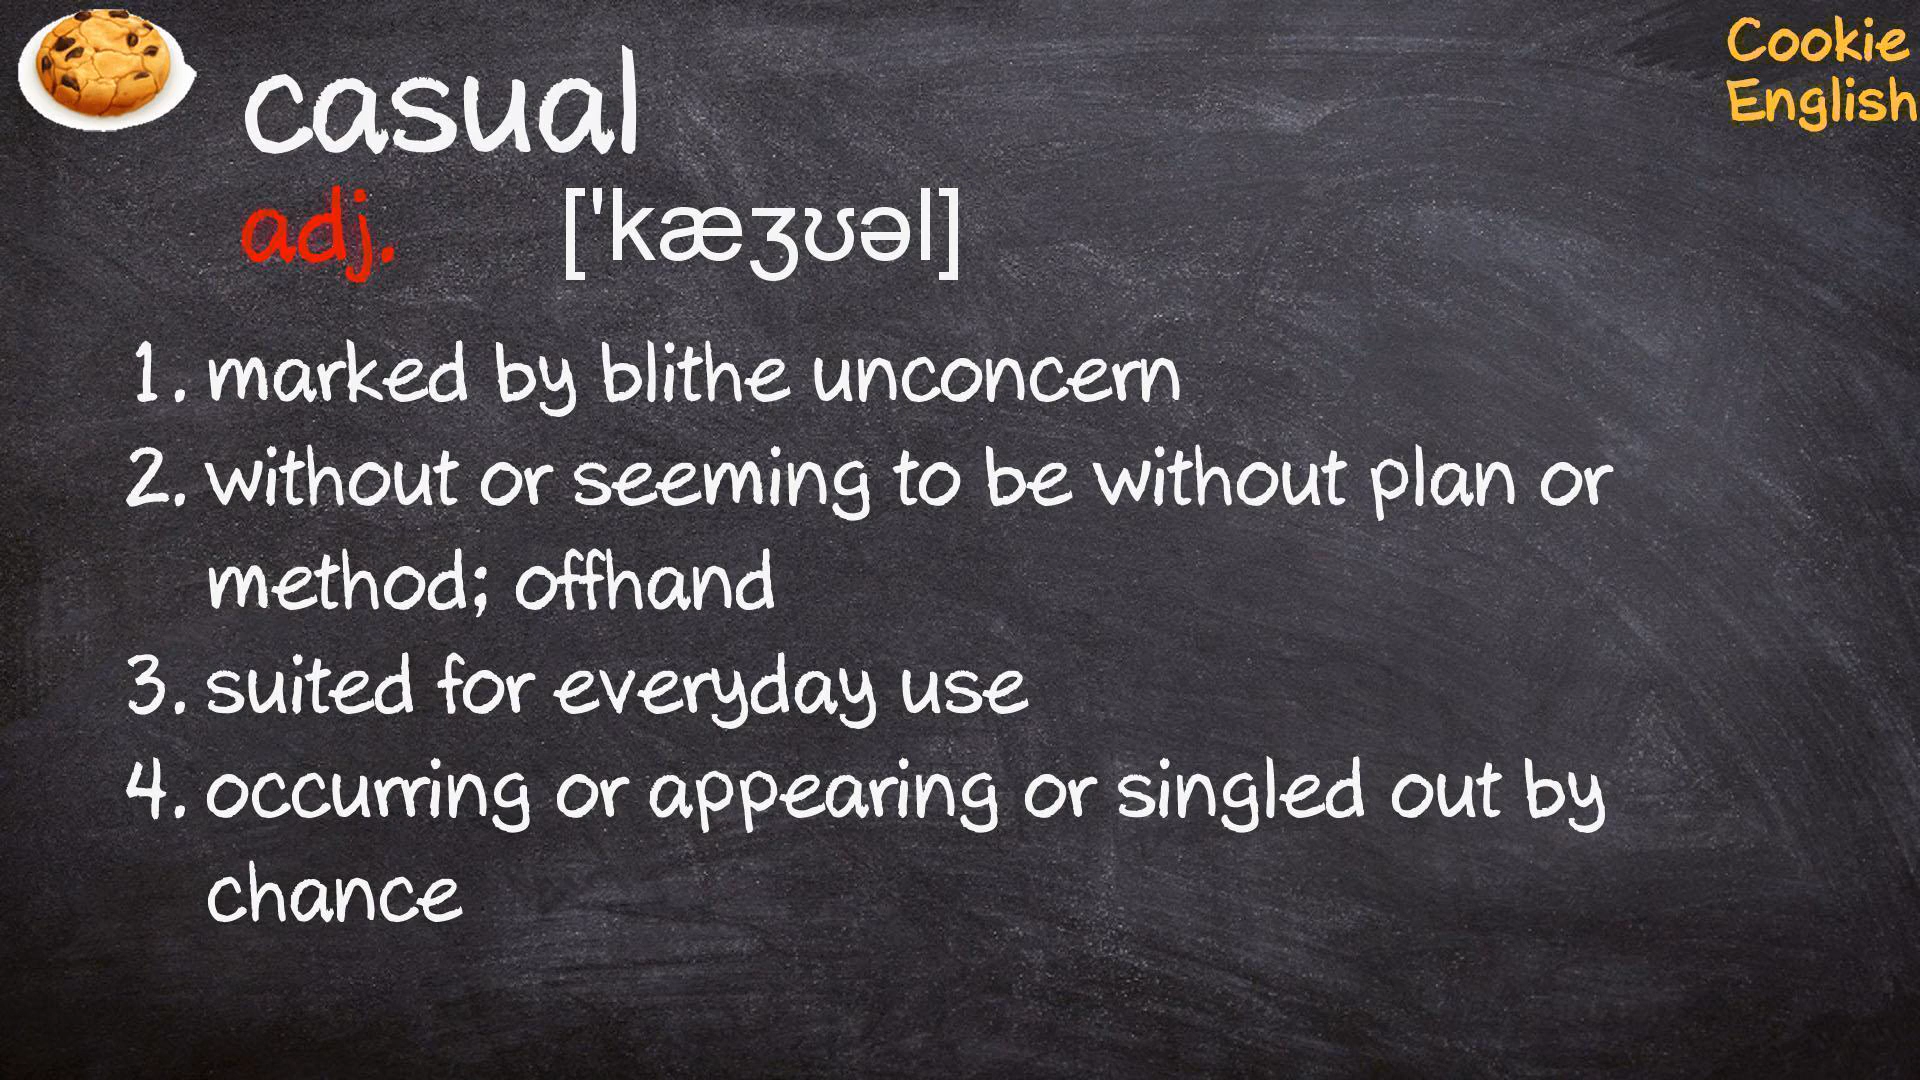 casual
Cookie
English
adj. ['kæʒʊəl]
1. marked by blithe unconcern
2. without or seeming to be without plan or
method; offhand
3. suited for everyday use
4. occurring or appearing or singled out by
chance